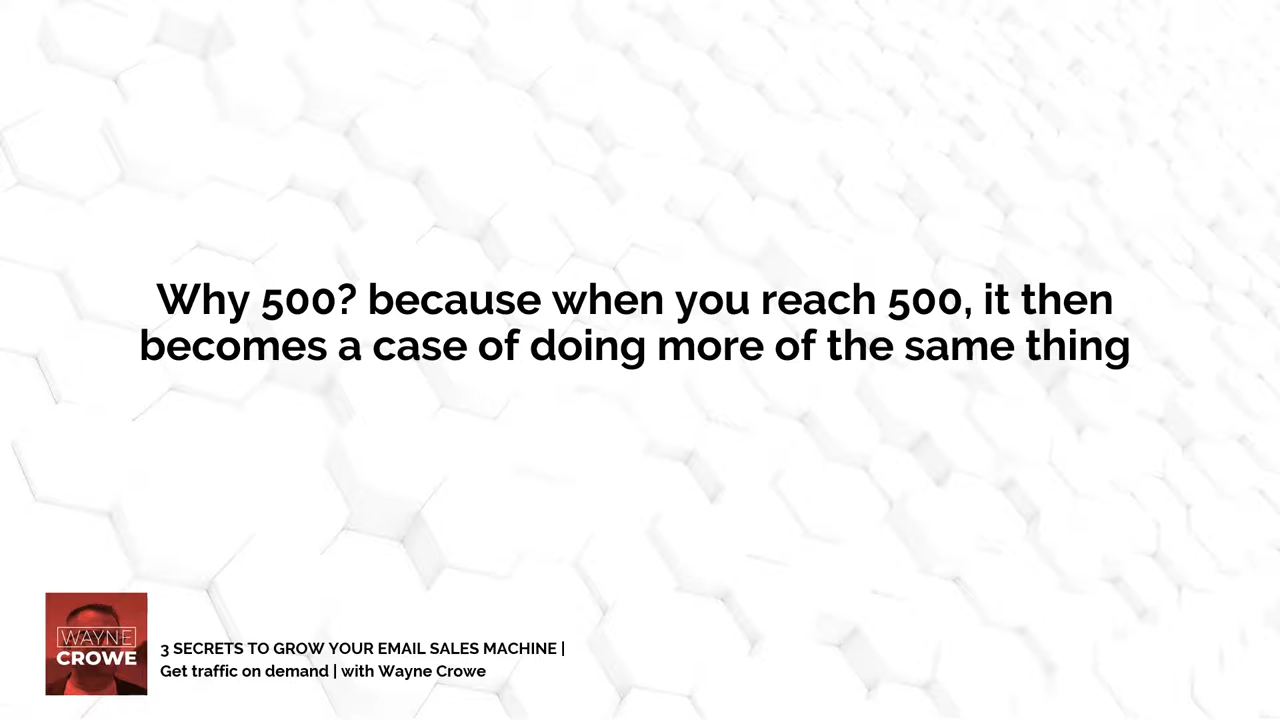 Why 500? because when you reach 500, it then
becomes a case of doing more of the same thing
WAYNE
CROWE
3 SECRETS TO GROW YOUR EMAIL SALES MACHINE |
Get traffic on demand | with Wayne Crowe